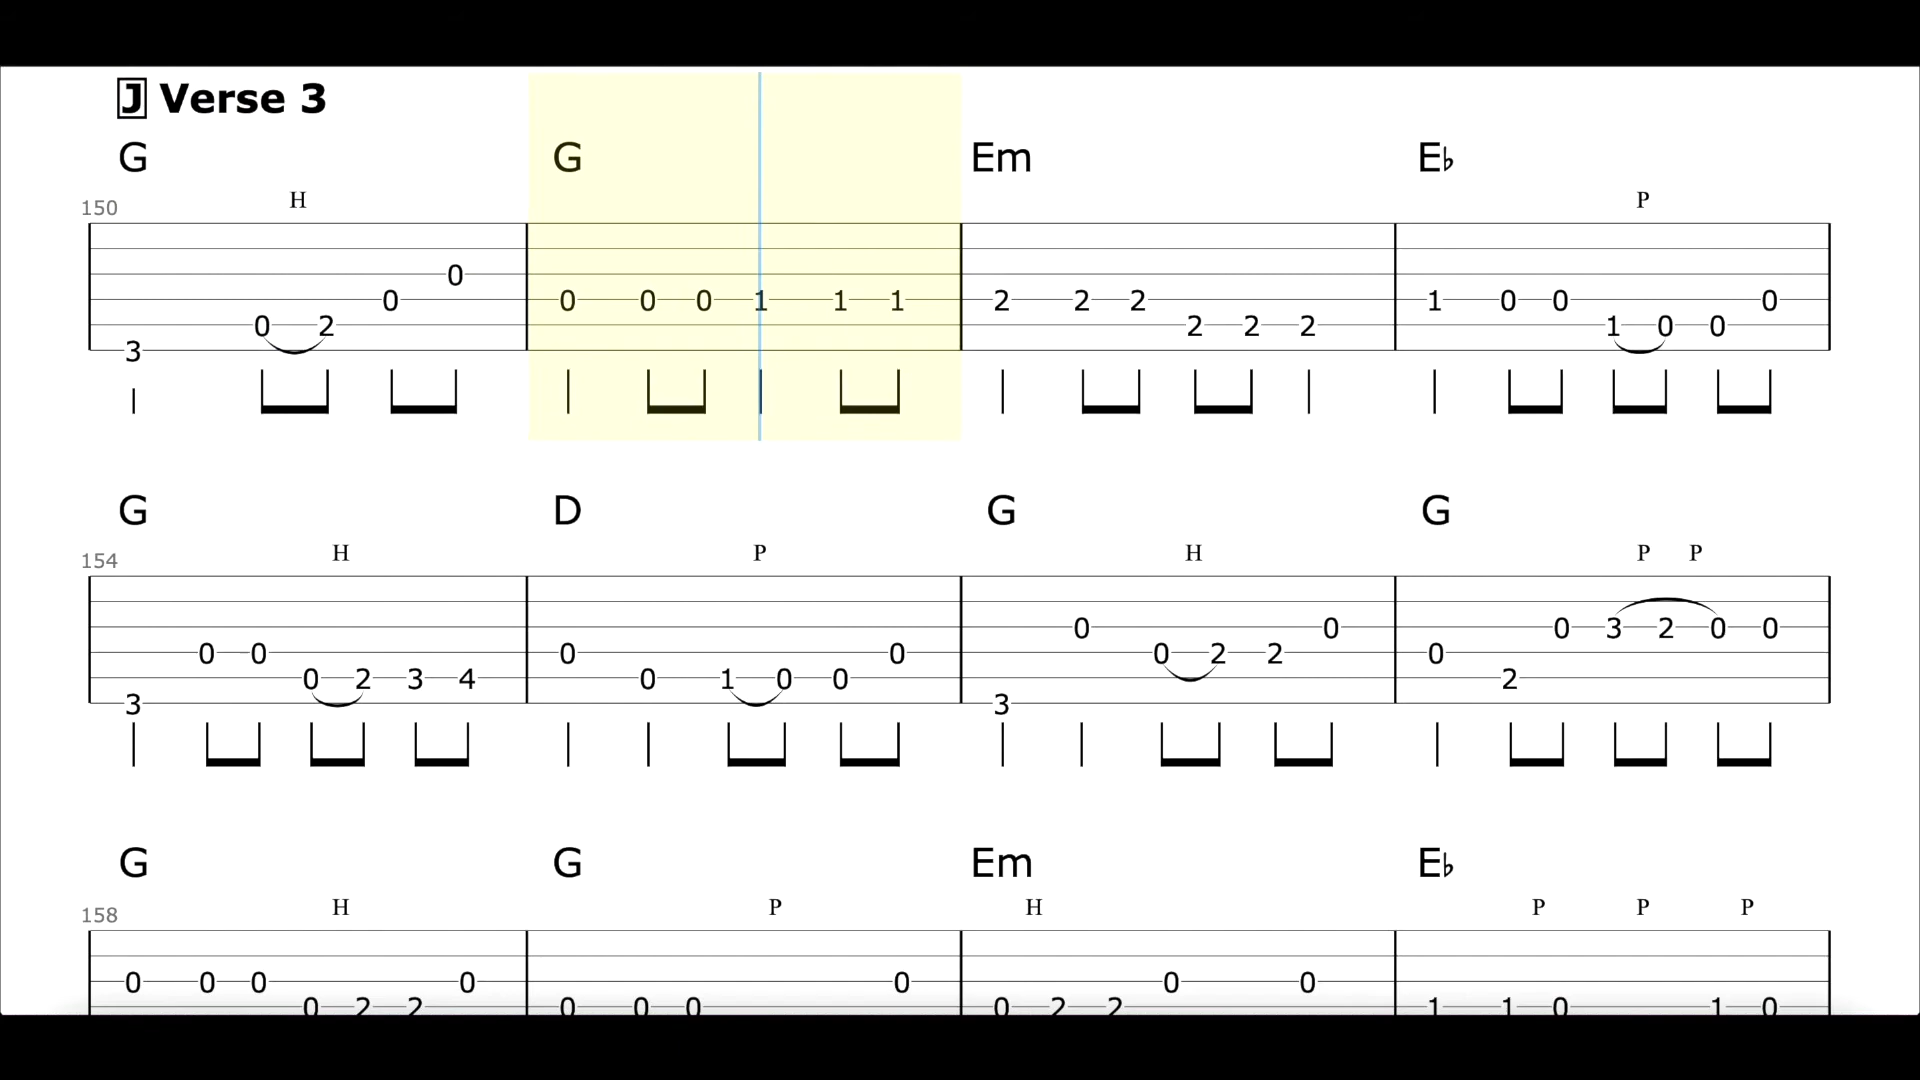 J Verse 3
G G Em E♭
H P
150
0
0 0 0 0 1 1 1 2 2 2 1 0 0 0
0 2 2 2 2 1 0 0
3
G D G G
H P H P P
154
0 0 0 3 2 0 0
0 0 0 0 0 2 2 0
0 2 3 4 0 1 0 0 2
3 3
G G Em E♭
H P H P P P
158
0 0 0 0 0 0 0
0 2 2 0 0 0 0 2 2 1 1 0 1 0